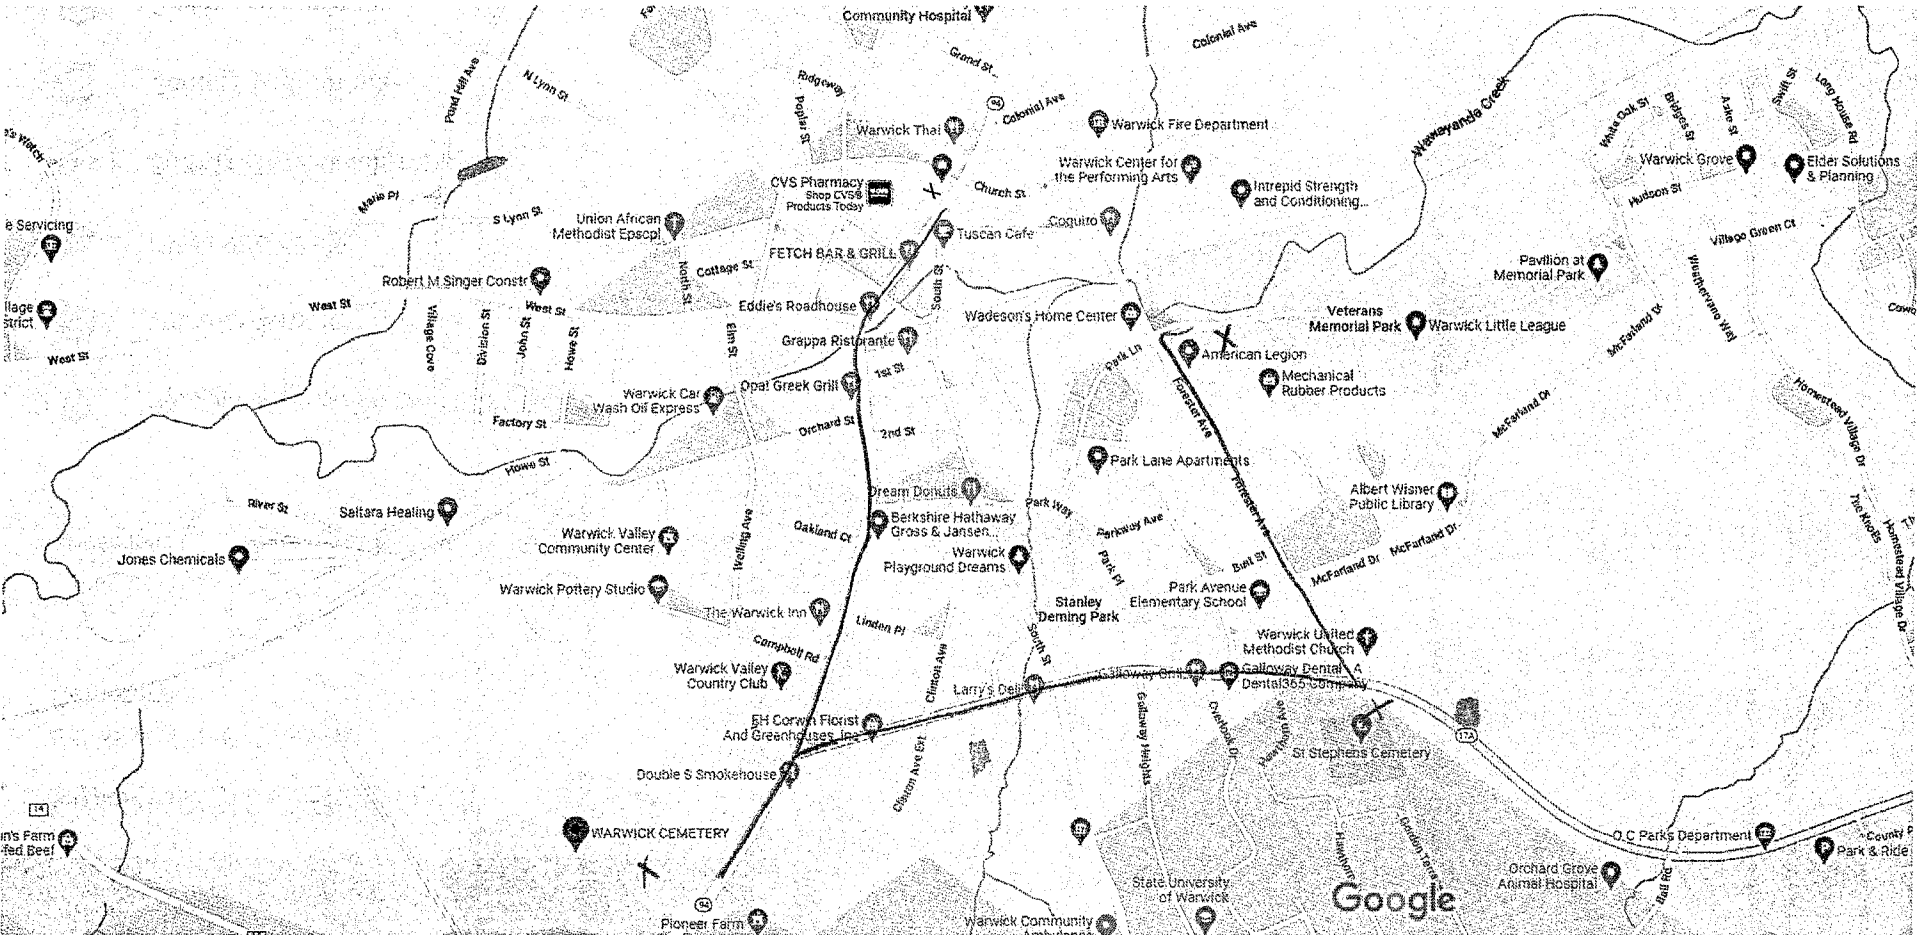 Community Hospital
Colonial Ave
Grand St
Ridgeway
Pond Hill Ave
N Lynn St
Poplar St
94
Colonial Ave
Warwick Thai
Warwick Fire Department
Wawayanda Creek
White Oak St
Bridges St
Aske St
Swift St
Long House Rd
Warwick Center for
the Performing Arts
Warwick Grove
Elder Solutions
& Planning
CVS Pharmacy
Shop CVS®
Products Today
Church St
Intrepid Strength
and Conditioning...
Hudson St
Marie Pl
S Lynn St
Union African
Methodist Epscpl
Coquito
Tuscan Cafe
Village Green Ct
e Servicing
FETCH BAR & GRILL
Cottage St
North St
South St
Pavilion at
Memorial Park
Weathervane Way
Robert M Singer Constr
West St
West St
Eddie's Roadhouse
Wadeson's Home Center
Veterans
Memorial Park
Warwick Little League
McFarland Dr
llage
strict
West St
Village Cove
Division St
John St
Howe St
Elm St
Grappa Ristorante
Park Ln
American Legion
1st St
Opal Greek Grill
Mechanical
Rubber Products
Warwick Car
Wash Oil Express
Forester Ave
McFarland Dr
Homestead Village Dr
Factory St
Orchard St
2nd St
Howe St
Park Lane Apartments
Dream Donuts
Forester Ave
Albert Wisner
Public Library
River St
Saltara Healing
Park Way
Parkway Ave
Berkshire Hathaway
Gross & Jansen...
Oakland Ct
Welling Ave
Warwick Valley
Community Center
Jones Chemicals
Warwick
Playground Dreams
Park Pl
Burt St
McFarland Dr
McFarland Dr
The Knolls
Homestead Village Dr
Warwick Pottery Studio
Park Avenue
Elementary School
The Warwick Inn
Stanley
Deming Park
Linden Pl
Campbell Rd
South St
Warwick United
Methodist Church
Warwick Valley
Country Club
Clinton Ave
Larry's Deli
Galloway Grill
Galloway Dental - A
Dental365 Company
EH Corwin Florist
And Greenhouses, Inc
Galloway Heights
Overlook Dr
Hawthorn Ave
17A
St Stephens Cemetery
Double S Smokehouse
Clinton Ave Ext
14
WARWICK CEMETERY
n's Farm
-fed Beef
O.C Parks Department
County
Park & Ride
Orchard Grove
Animal Hospital
Ball Rd
State University
of Warwick
Google
94
Pioneer Farm
Warwick Community
Ambulance